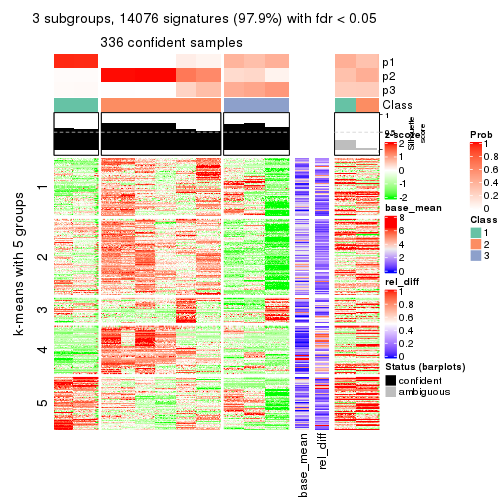 3 subgroups, 14076 signatures (97.9%) with fdr < 0.05
336 confident samples
p1
p2
p3
Class
1
0.5
0
Silhouette
score
k-means with 5 groups
1
2
3
4
5
base_mean
rel_diff
z-score
2
1
0
-1
-2
base_mean
8
6
4
2
0
rel_diff
1
0.8
0.6
0.4
0.2
0
Status (barplots)
confident
ambiguous
Prob
1
0.8
0.6
0.4
0.2
0
Class
1
2
3